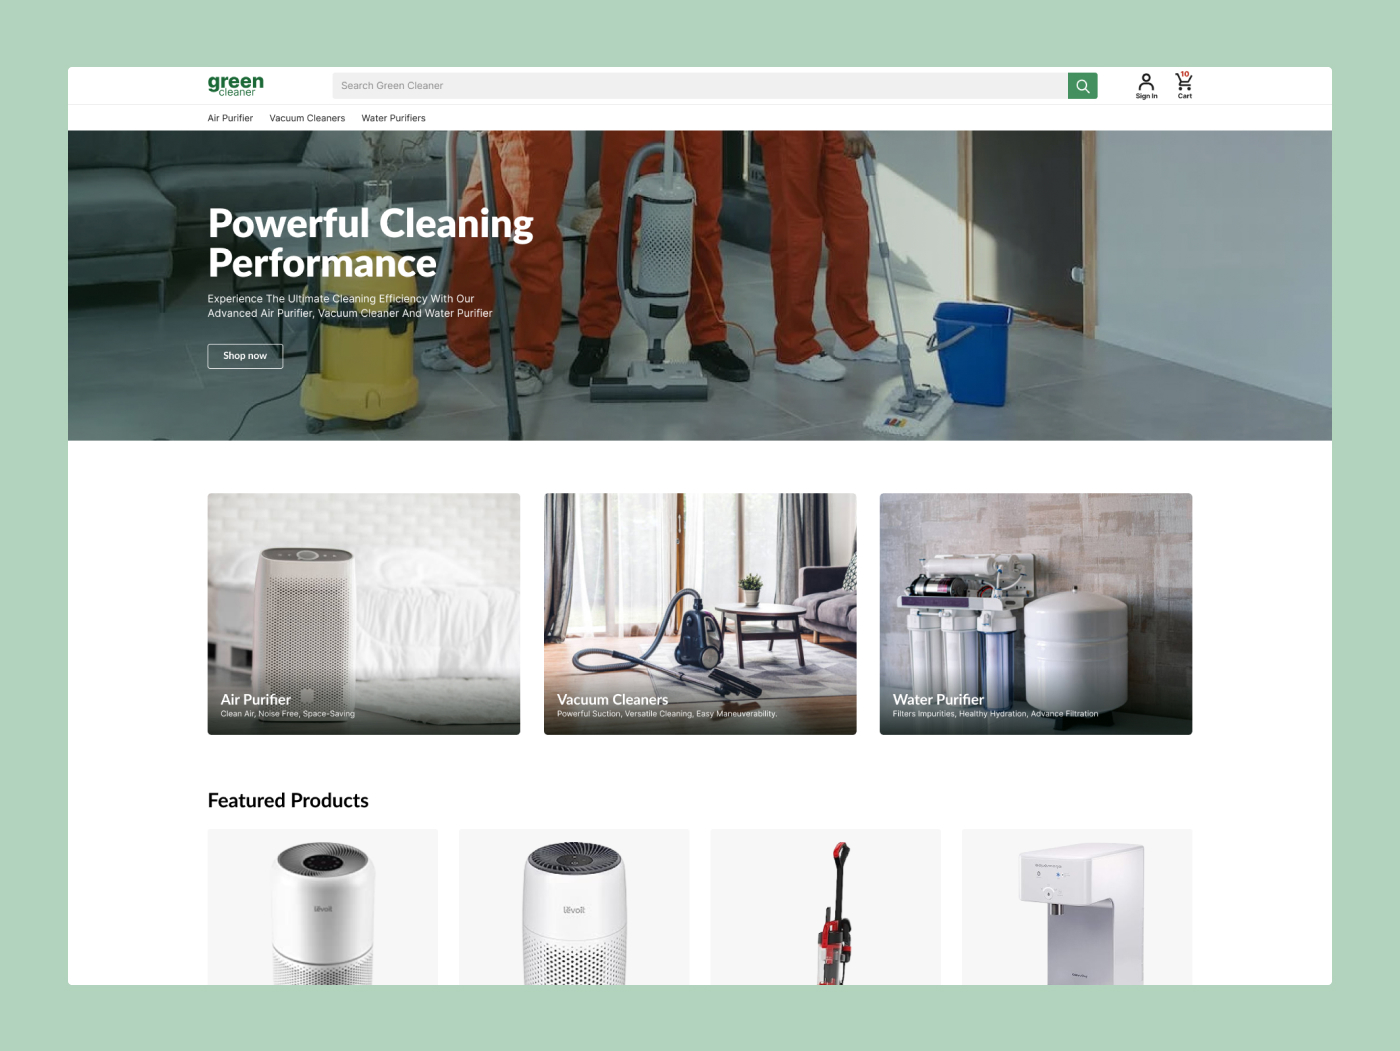 green
cleaner
Search Green Cleaner
Sign In
10
Cart
Air Purifier
Vacuum Cleaners
Water Purifiers
Powerful Cleaning
Performance
Experience The Ultimate Cleaning Efficiency With Our
Advanced Air Purifier, Vacuum Cleaner And Water Purifier
Shop now
Air Purifier
Clean Air, Noise Free, Space-Saving
Vacuum Cleaners
Powerful Suction, Versatile Cleaning, Easy Maneuverability.
Water Purifier
Filters Impurities, Healthy Hydration, Advance Filtration
Featured Products
levoit
levoit